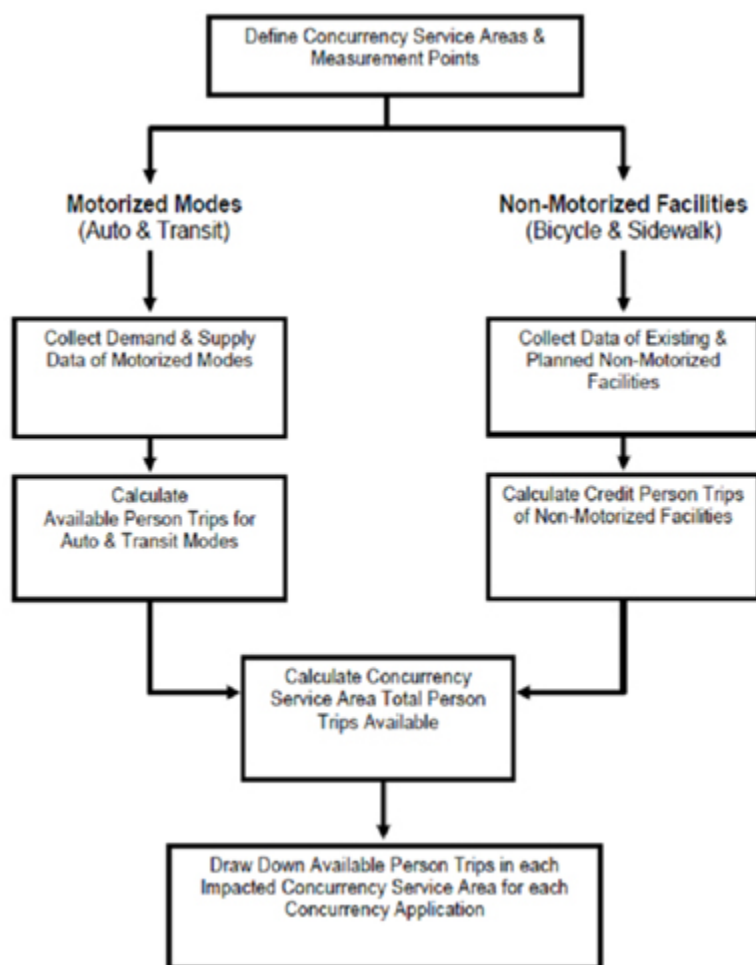 Define Concurrency Service Areas &
Measurement Points
Motorized Modes
(Auto & Transit)
Non-Motorized Facilities
(Bicycle & Sidewalk)
Collect Demand & Supply
Data of Motorized Modes
Collect Data of Existing &
Planned Non-Motorized
Facilities
Calculate
Available Person Trips for
Auto & Transit Modes
Calculate Credit Person Trips
of Non-Motorized Facilities
Calculate Concurrency
Service Area Total Person
Trips Available
Draw Down Available Person Trips in each
Impacted Concurrency Service Area for each
Concurrency Application